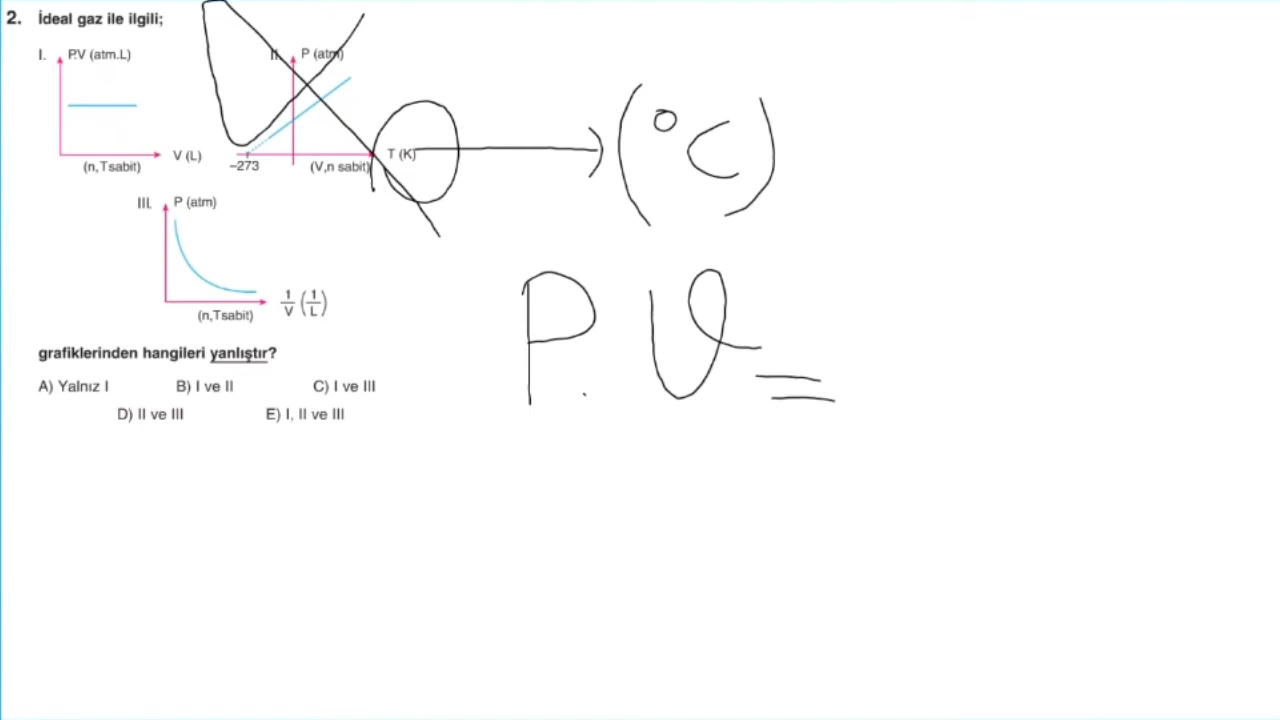 2. İdeal gaz ile ilgili;
I. P.V (atm.L)
V (L)
(n,Tsabit)
II. P (atm)
T (K)
–273
(V,n sabit)
(°C)
III. P (atm)
1/V (1/L)
(n,Tsabit)
P.V=
grafiklerinden hangileri yanlıştır?
A) Yalnız I B) I ve II C) I ve III
D) II ve III E) I, II ve III